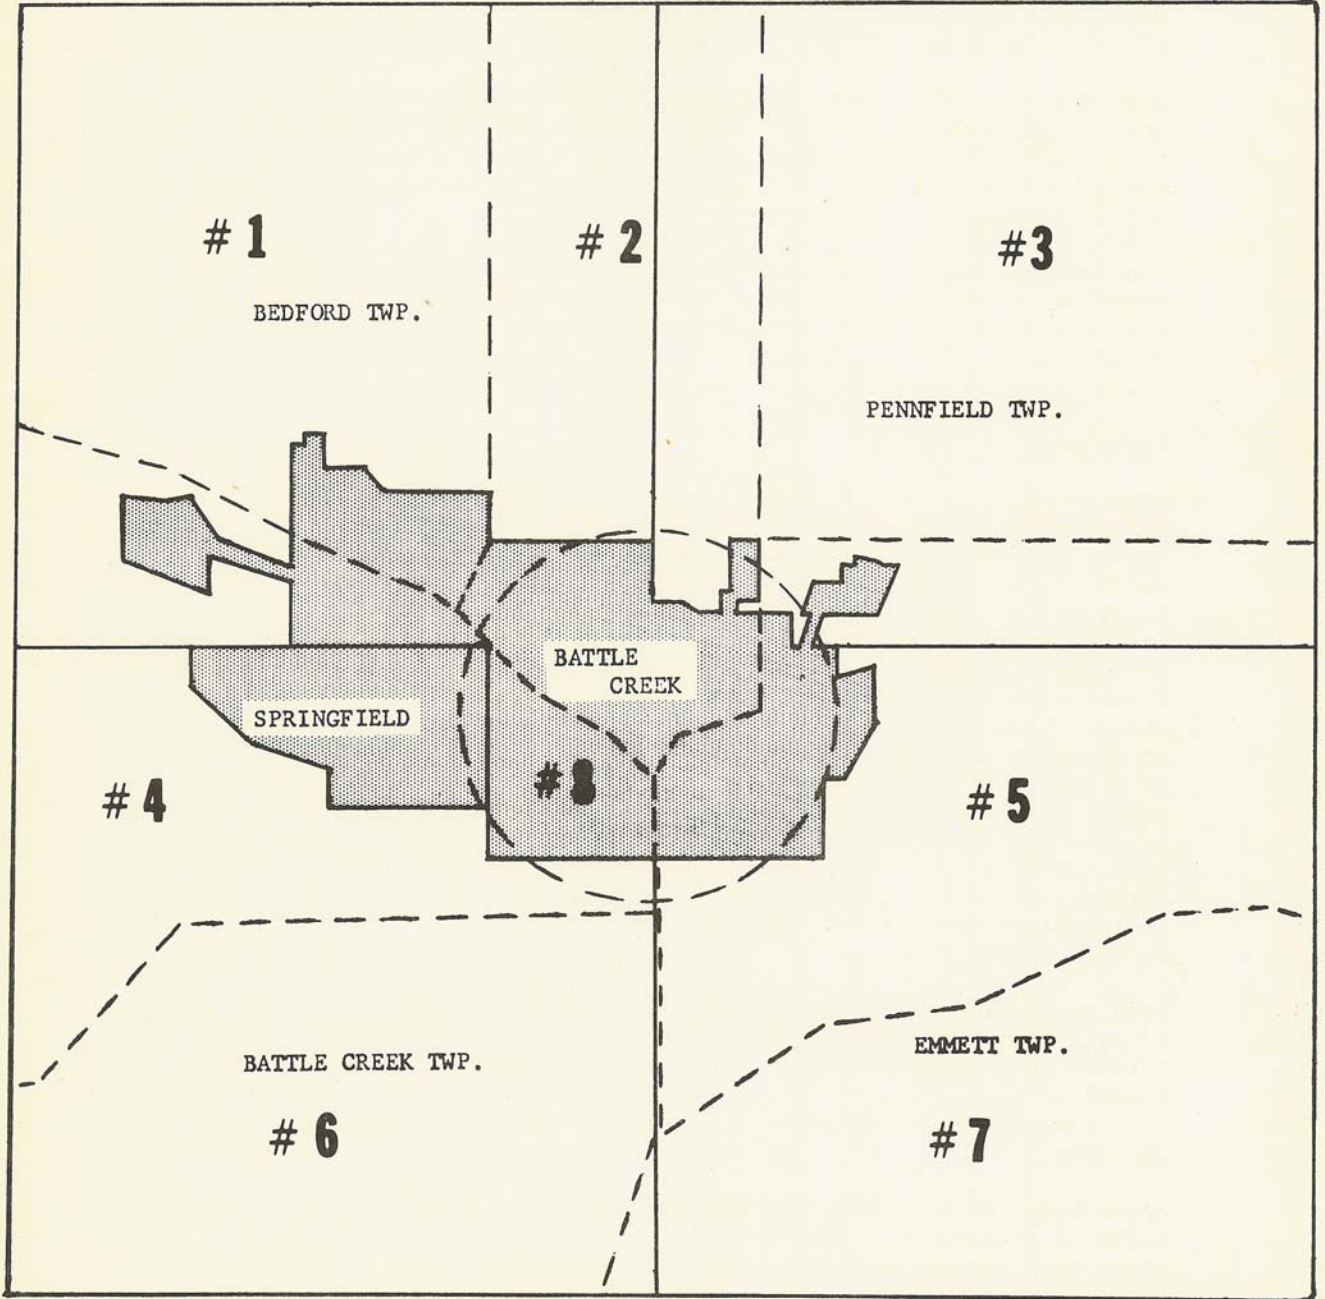 # 1
# 2
#3
BEDFORD TWP.
PENNFIELD TWP.
BATTLE
CREEK
SPRINGFIELD
# 8
# 4
# 5
BATTLE CREEK TWP.
EMMETT TWP.
# 6
# 7